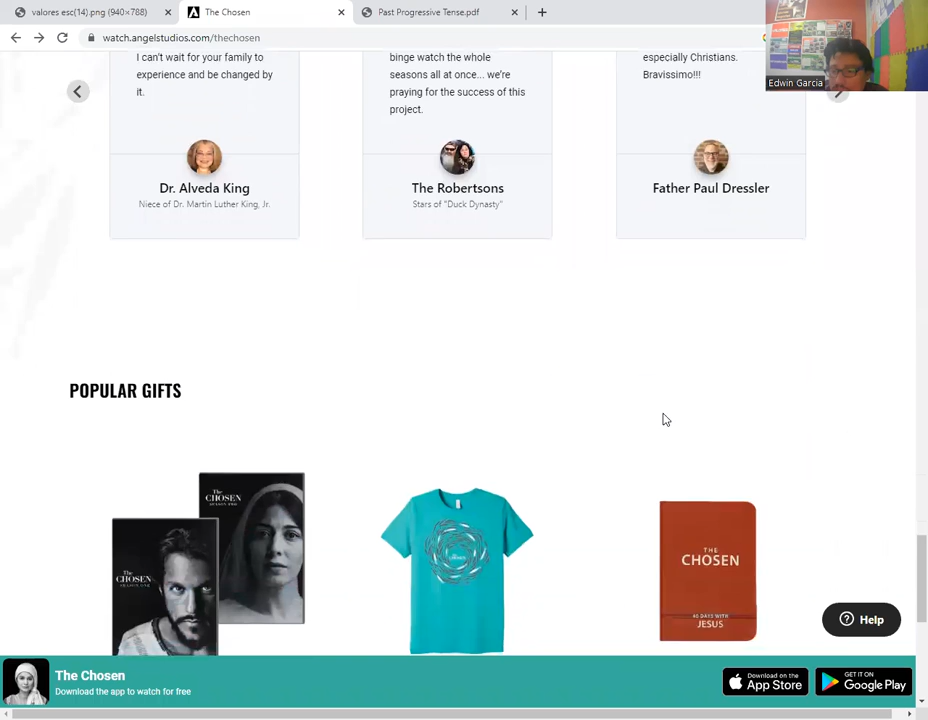 valores esc(14).png (940×788)
The Chosen
Past Progressive Tense.pdf
watch.angelstudios.com/thechosen
Edwin Garcia
I can't wait for your family to
experience and be changed by
it.
binge watch the whole
seasons all at once... we're
praying for the success of this
project.
especially Christians.
Bravissimo!!!
Dr. Alveda King
Niece of Dr. Martin Luther King, Jr.
The Robertsons
Stars of "Duck Dynasty"
Father Paul Dressler
POPULAR GIFTS
The
CHOSEN
SEASON TWO
The
CHOSEN
SEASON ONE
CHOSEN
THE
CHOSEN
40 DAYS WITH
JESUS
Help
The Chosen
Download the app to watch for free
Download on the
App Store
GET IT ON
Google Play